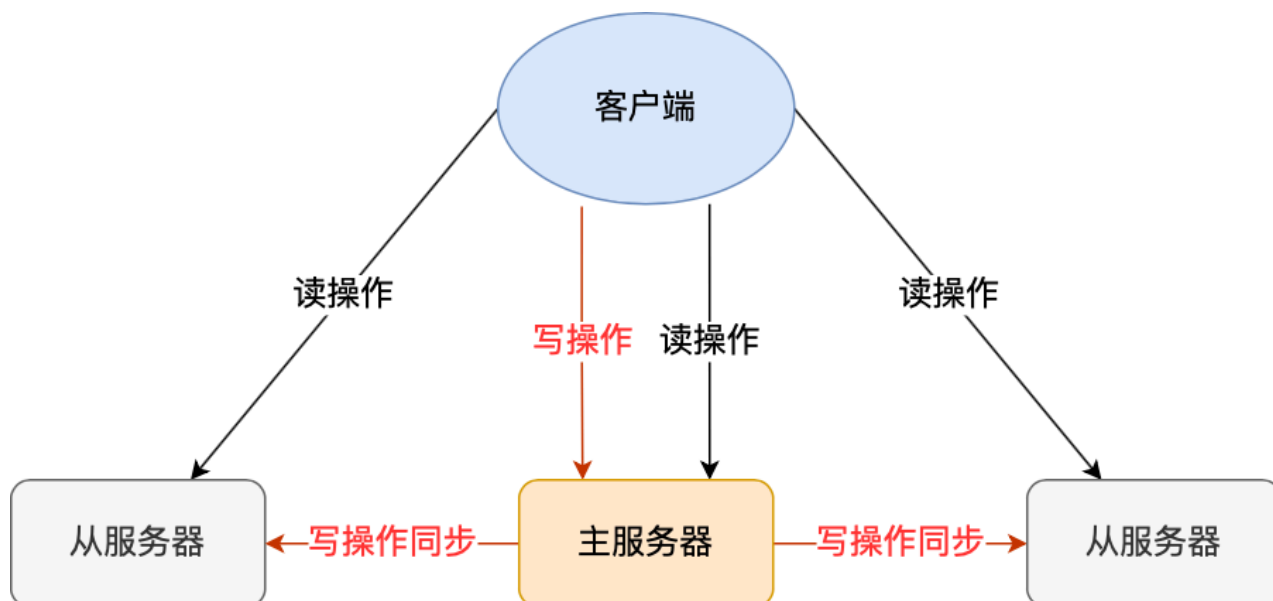 客户端
读操作
读操作
写操作
读操作
从服务器
写操作同步
主服务器
写操作同步
从服务器